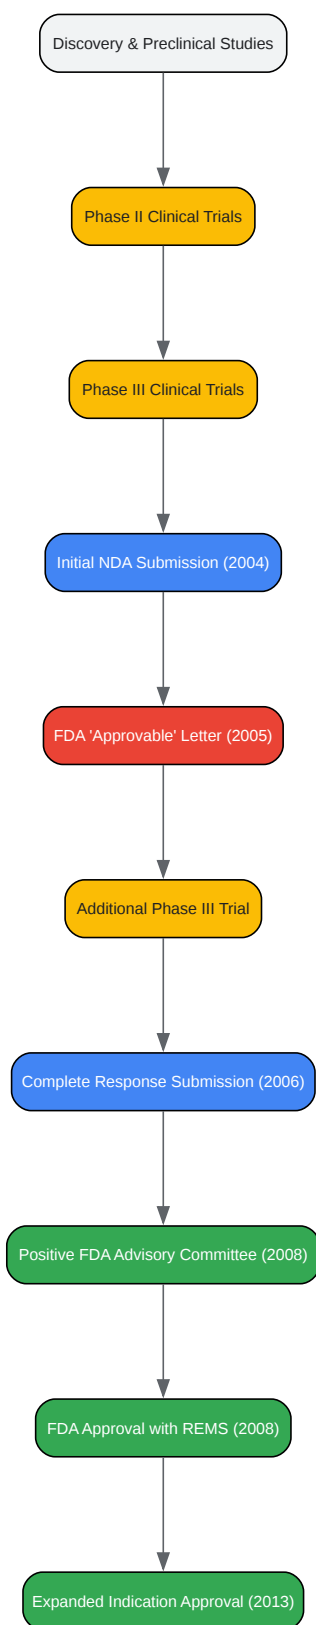 Discovery & Preclinical Studies
Phase II Clinical Trials
Phase III Clinical Trials
Initial NDA Submission (2004)
FDA 'Approvable' Letter (2005)
Additional Phase III Trial
Complete Response Submission (2006)
Positive FDA Advisory Committee (2008)
FDA Approval with REMS (2008)
Expanded Indication Approval (2013)